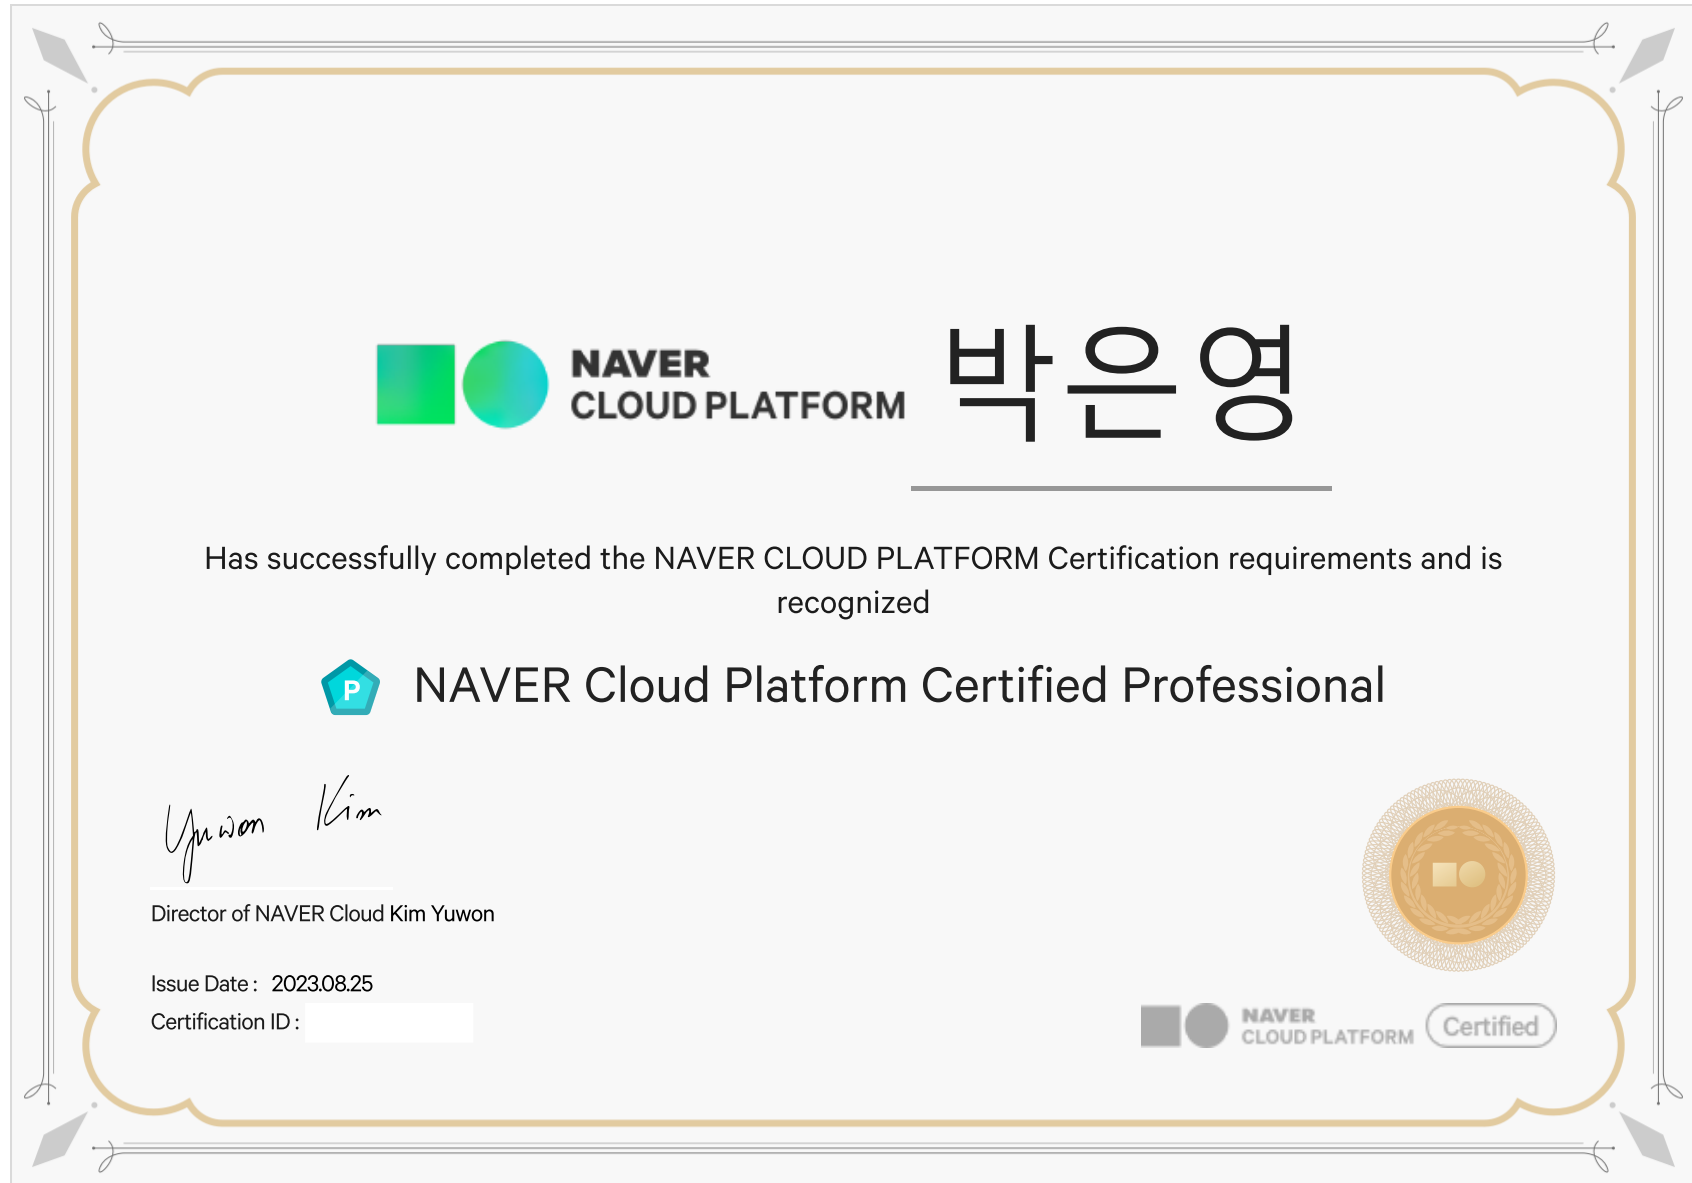 NAVER
CLOUD PLATFORM
박은영
Has successfully completed the NAVER CLOUD PLATFORM Certification requirements and is
recognized
P
NAVER Cloud Platform Certified Professional
Yuwon Kim
Director of NAVER Cloud Kim Yuwon
Issue Date : 2023.08.25
Certification ID :
NAVER
CLOUD PLATFORM
Certified